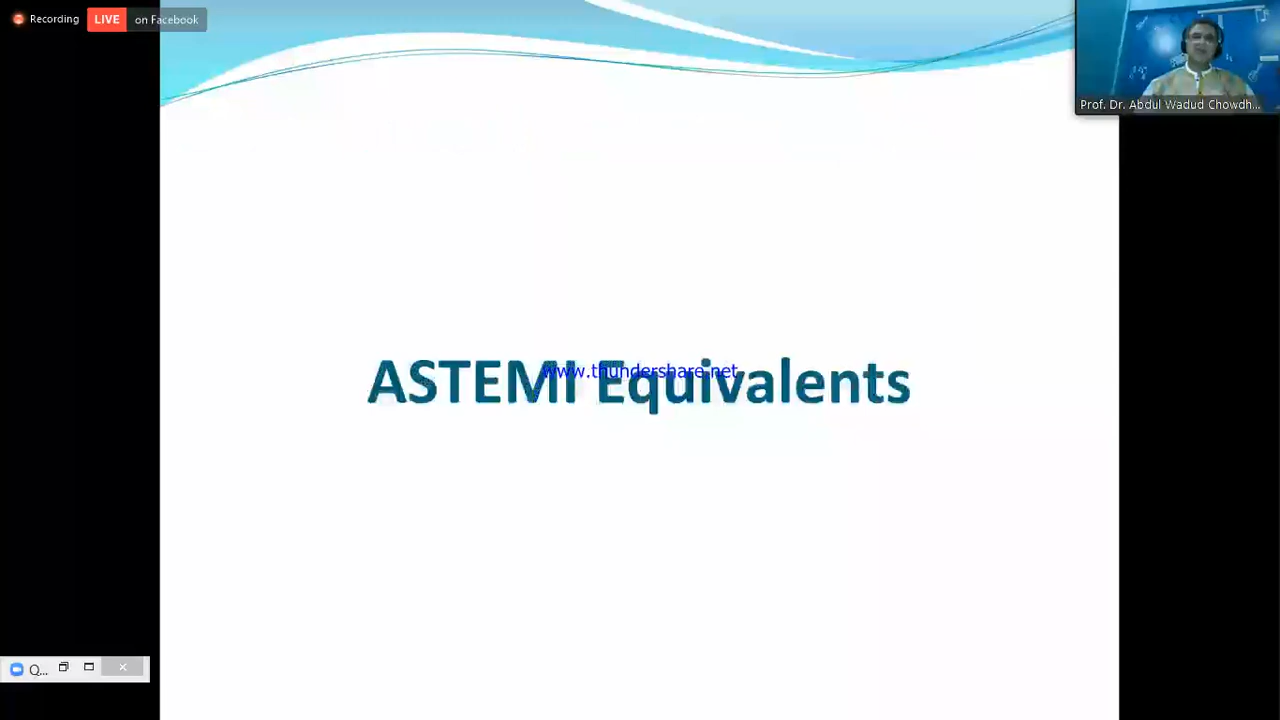 Recording
LIVE on Facebook
Prof. Dr. Abdul Wadud Chowdh...
ASTEMI Equivalents
www.thundershare.net
Q...